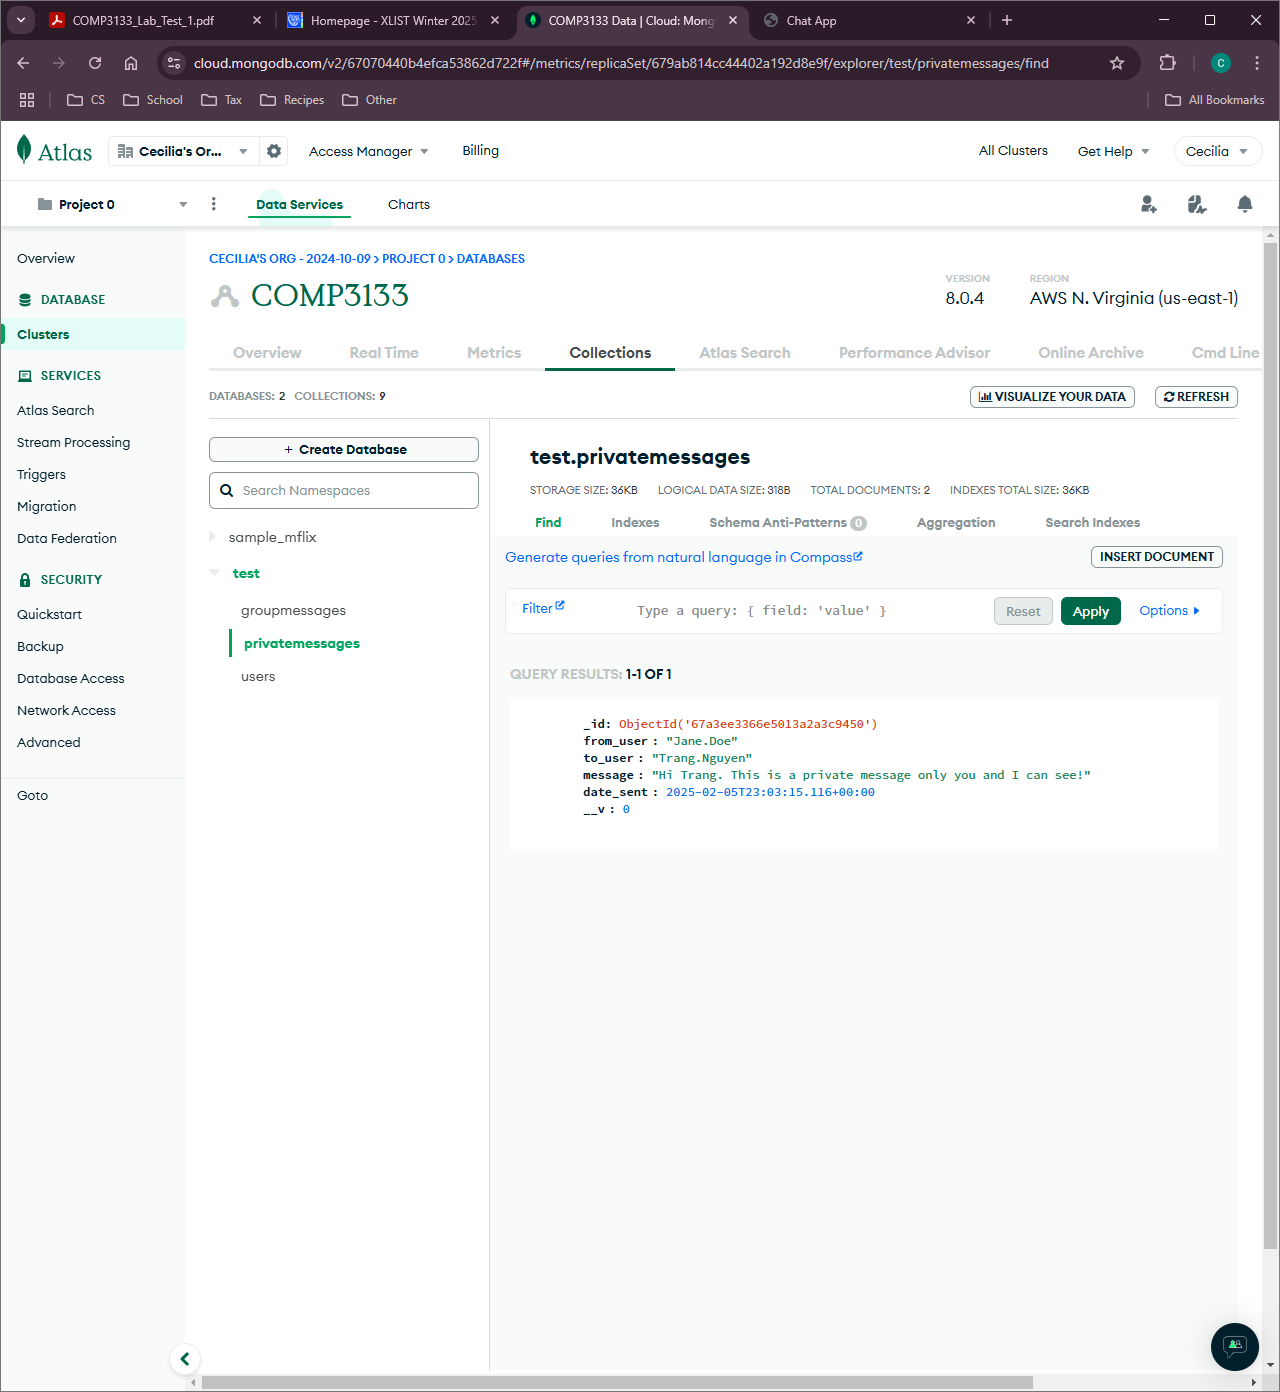 COMP3133_Lab_Test_1.pdf
Homepage - XLIST Winter 2025
COMP3133 Data | Cloud: Mong
Chat App
cloud.mongodb.com/v2/67070440b4efca53862d722f#/metrics/replicaSet/679ab814cc44402a192d8e9f/explorer/test/privatemessages/find
C
CS
School
Tax
Recipes
Other
All Bookmarks
Atlas
Cecilia's Or...
Access Manager
Billing
All Clusters
Get Help
Cecilia
Project 0
Data Services
Charts
Overview
DATABASE
Clusters
SERVICES
Atlas Search
Stream Processing
Triggers
Migration
Data Federation
SECURITY
Quickstart
Backup
Database Access
Network Access
Advanced
Goto
CECILIA'S ORG - 2024-10-09 > PROJECT 0 > DATABASES
COMP3133
VERSION
8.0.4
REGION
AWS N. Virginia (us-east-1)
Overview
Real Time
Metrics
Collections
Atlas Search
Performance Advisor
Online Archive
Cmd Line
DATABASES: 2 COLLECTIONS: 9
VISUALIZE YOUR DATA
REFRESH
+ Create Database
Search Namespaces
sample_mflix
test
groupmessages
privatemessages
users
test.privatemessages
STORAGE SIZE: 36KB LOGICAL DATA SIZE: 318B TOTAL DOCUMENTS: 2 INDEXES TOTAL SIZE: 36KB
Find
Indexes
Schema Anti-Patterns 0
Aggregation
Search Indexes
Generate queries from natural language in Compass
INSERT DOCUMENT
Filter
Type a query: { field: 'value' }
Reset
Apply
Options
QUERY RESULTS: 1-1 OF 1
_id: ObjectId('67a3ee3366e5013a2a3c9450')
from_user : "Jane.Doe"
to_user : "Trang.Nguyen"
message : "Hi Trang. This is a private message only you and I can see!"
date_sent : 2025-02-05T23:03:15.116+00:00
__v : 0